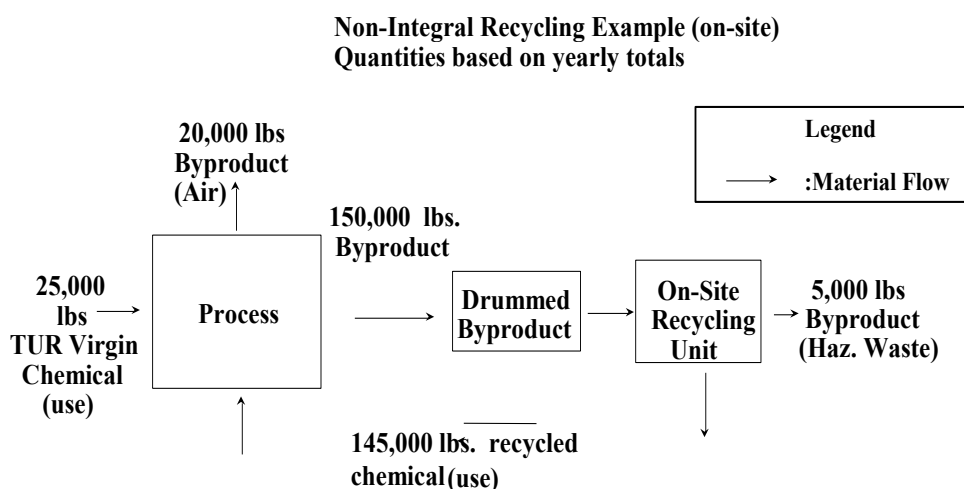 Non-Integral Recycling Example (on-site)
Quantities based on yearly totals
20,000 lbs
Byproduct
(Air)
Legend
:Material Flow
150,000 lbs.
Byproduct
25,000
lbs
TUR Virgin
Chemical
(use)
Process
Drummed
Byproduct
On-Site
Recycling
Unit
5,000 lbs
Byproduct
(Haz. Waste)
145,000 lbs. recycled
chemical(use)